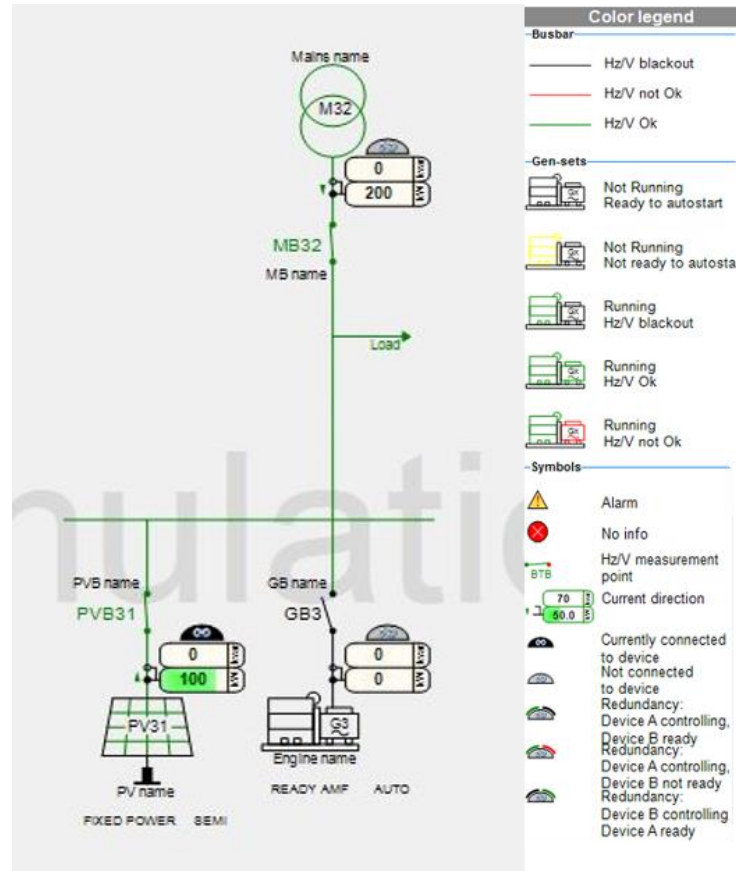 Color legend
Busbar
Hz/V blackout
Hz/V not Ok
Hz/V Ok
Gen-sets
Not Running
Ready to autostart
Not Running
Not ready to autosta
Running
Hz/V blackout
Running
Hz/V Ok
Running
Hz/V not Ok
Symbols
Alarm
No info
BTB
Hz/V measurement
point
70
50.0 kW
Current direction
Currently connected
to device
Not connected
to device
Redundancy:
Device A controlling,
Device B ready
Redundancy:
Device A controlling,
Device B not ready
Redundancy:
Device B controlling
Device A ready
Mains name
M32
0 kvar
200 kW
MB32
MB name
Load
nulatic
PVB name
PVB31
0 kvar
100 kW
PV31
PV name
FIXED POWER SEMI
GB name
GB3
0 kvar
0 kW
G3
Engine name
READY AMF AUTO